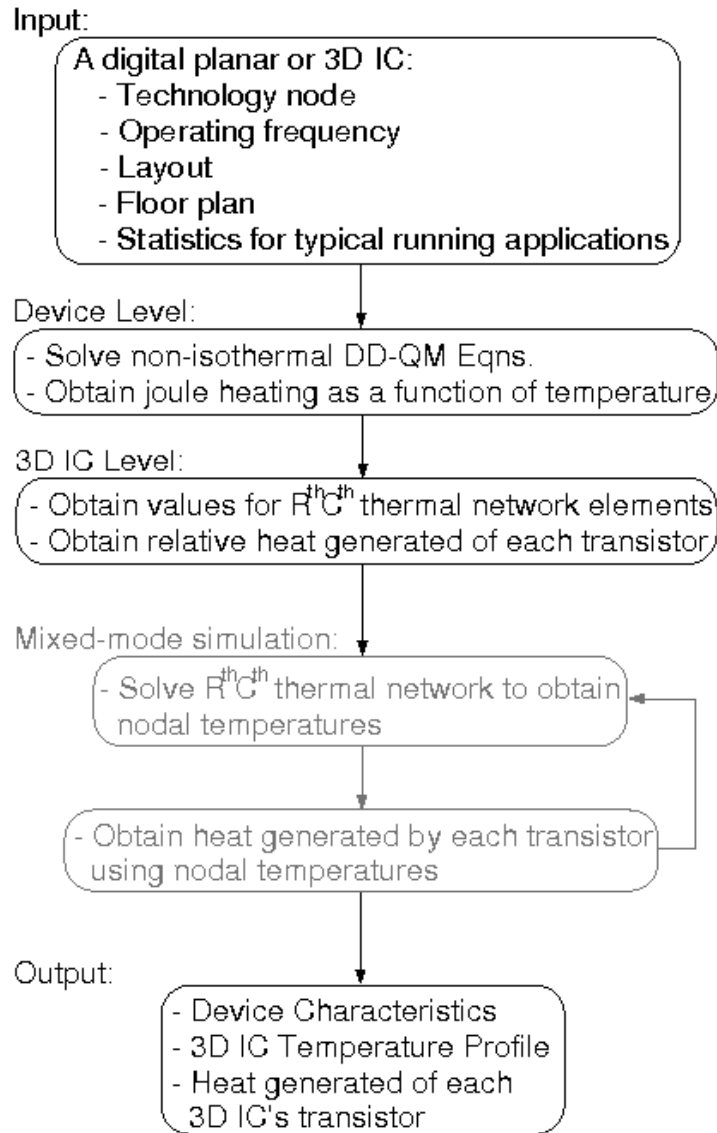 Input:
A digital planar or 3D IC:
- Technology node
- Operating frequency
- Layout
- Floor plan
- Statistics for typical running applications
Device Level:
- Solve non-isothermal DD-QM Eqns.
- Obtain joule heating as a function of temperature
3D IC Level:
- Obtain values for RᵗʰCᵗʰ thermal network elements
- Obtain relative heat generated of each transistor
Mixed-mode simulation:
- Solve RᵗʰCᵗʰ thermal network to obtain
nodal temperatures
- Obtain heat generated by each transistor
using nodal temperatures
Output:
- Device Characteristics
- 3D IC Temperature Profile
- Heat generated of each
3D IC's transistor